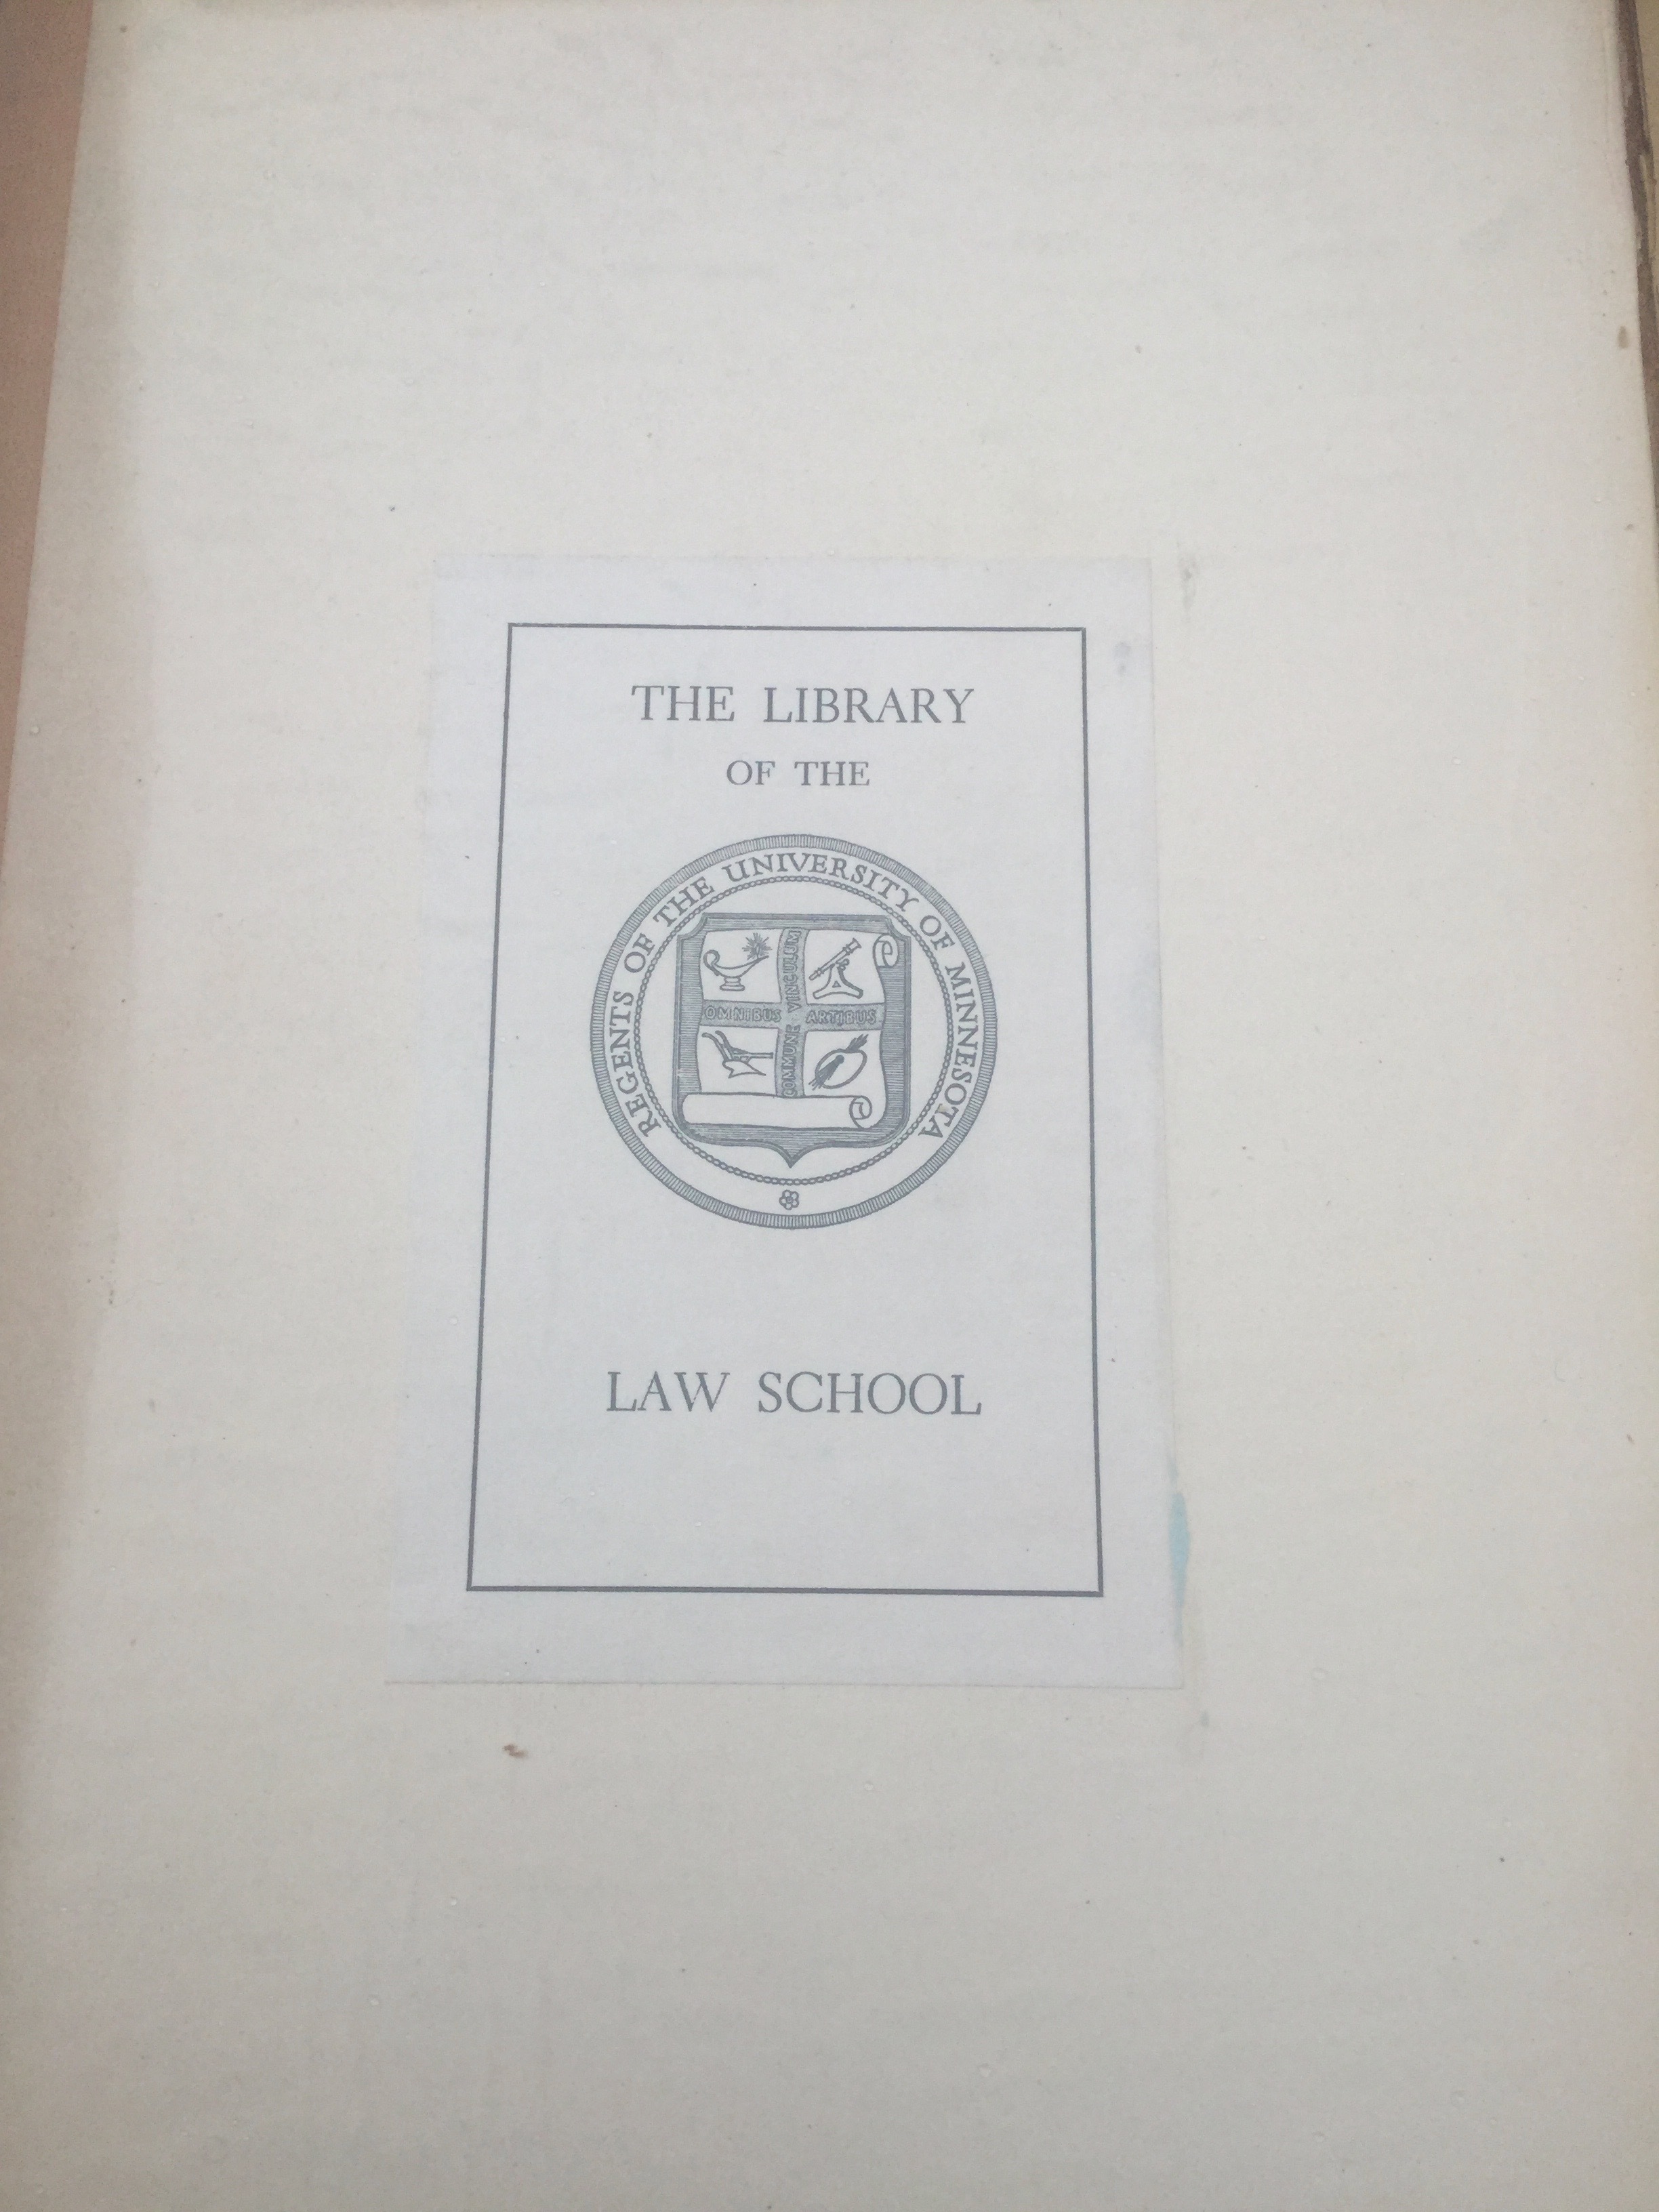 THE LIBRARY
OF THE
REGENTS OF THE UNIVERSITY OF MINNESOTA
COMMUNE VINCULUM
OMNIBUS ARTIBUS
LAW SCHOOL